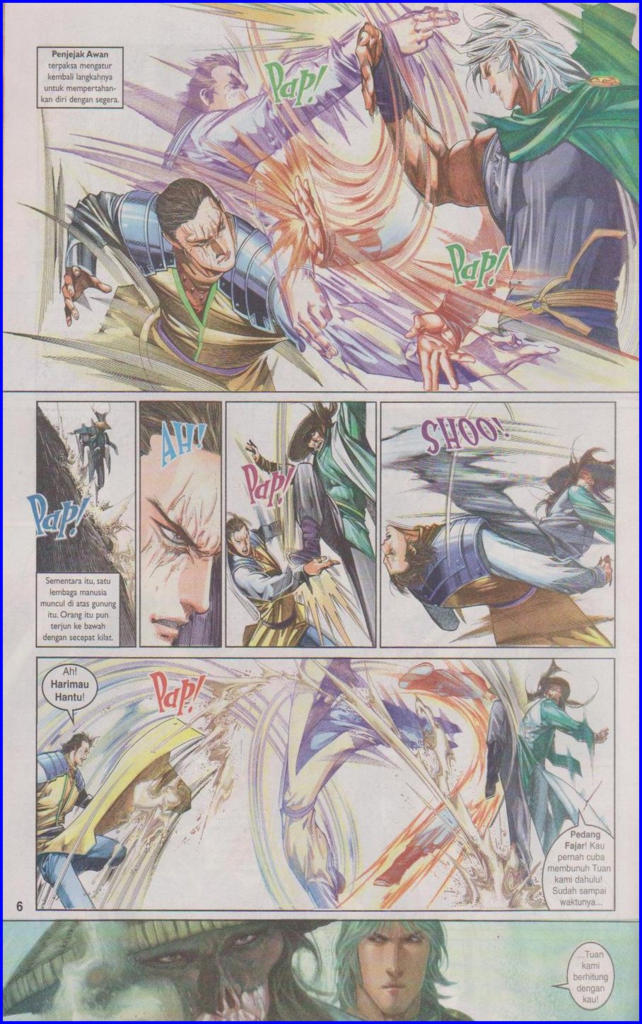 Penjejak Awan
terpaksa mengatur
kembali langkahnya
untuk mempertahan-
kan diri dengan segera.
Pap!
Pap!
Pap!
Sementara itu, satu
lembaga manusia
muncul di atas gunung
itu. Orang itu pun
terjun ke bawah
dengan secepat kilat.
AH!
Pap!
SHOO!
Ah!
Harimau
Hantu!
Pap!
Pedang
Fajar! Kau
pernah cuba
membunuh Tuan
kami dahulu!
Sudah sampai
waktunya...
6
...Tuan
kami
berhitung
dengan
kau!